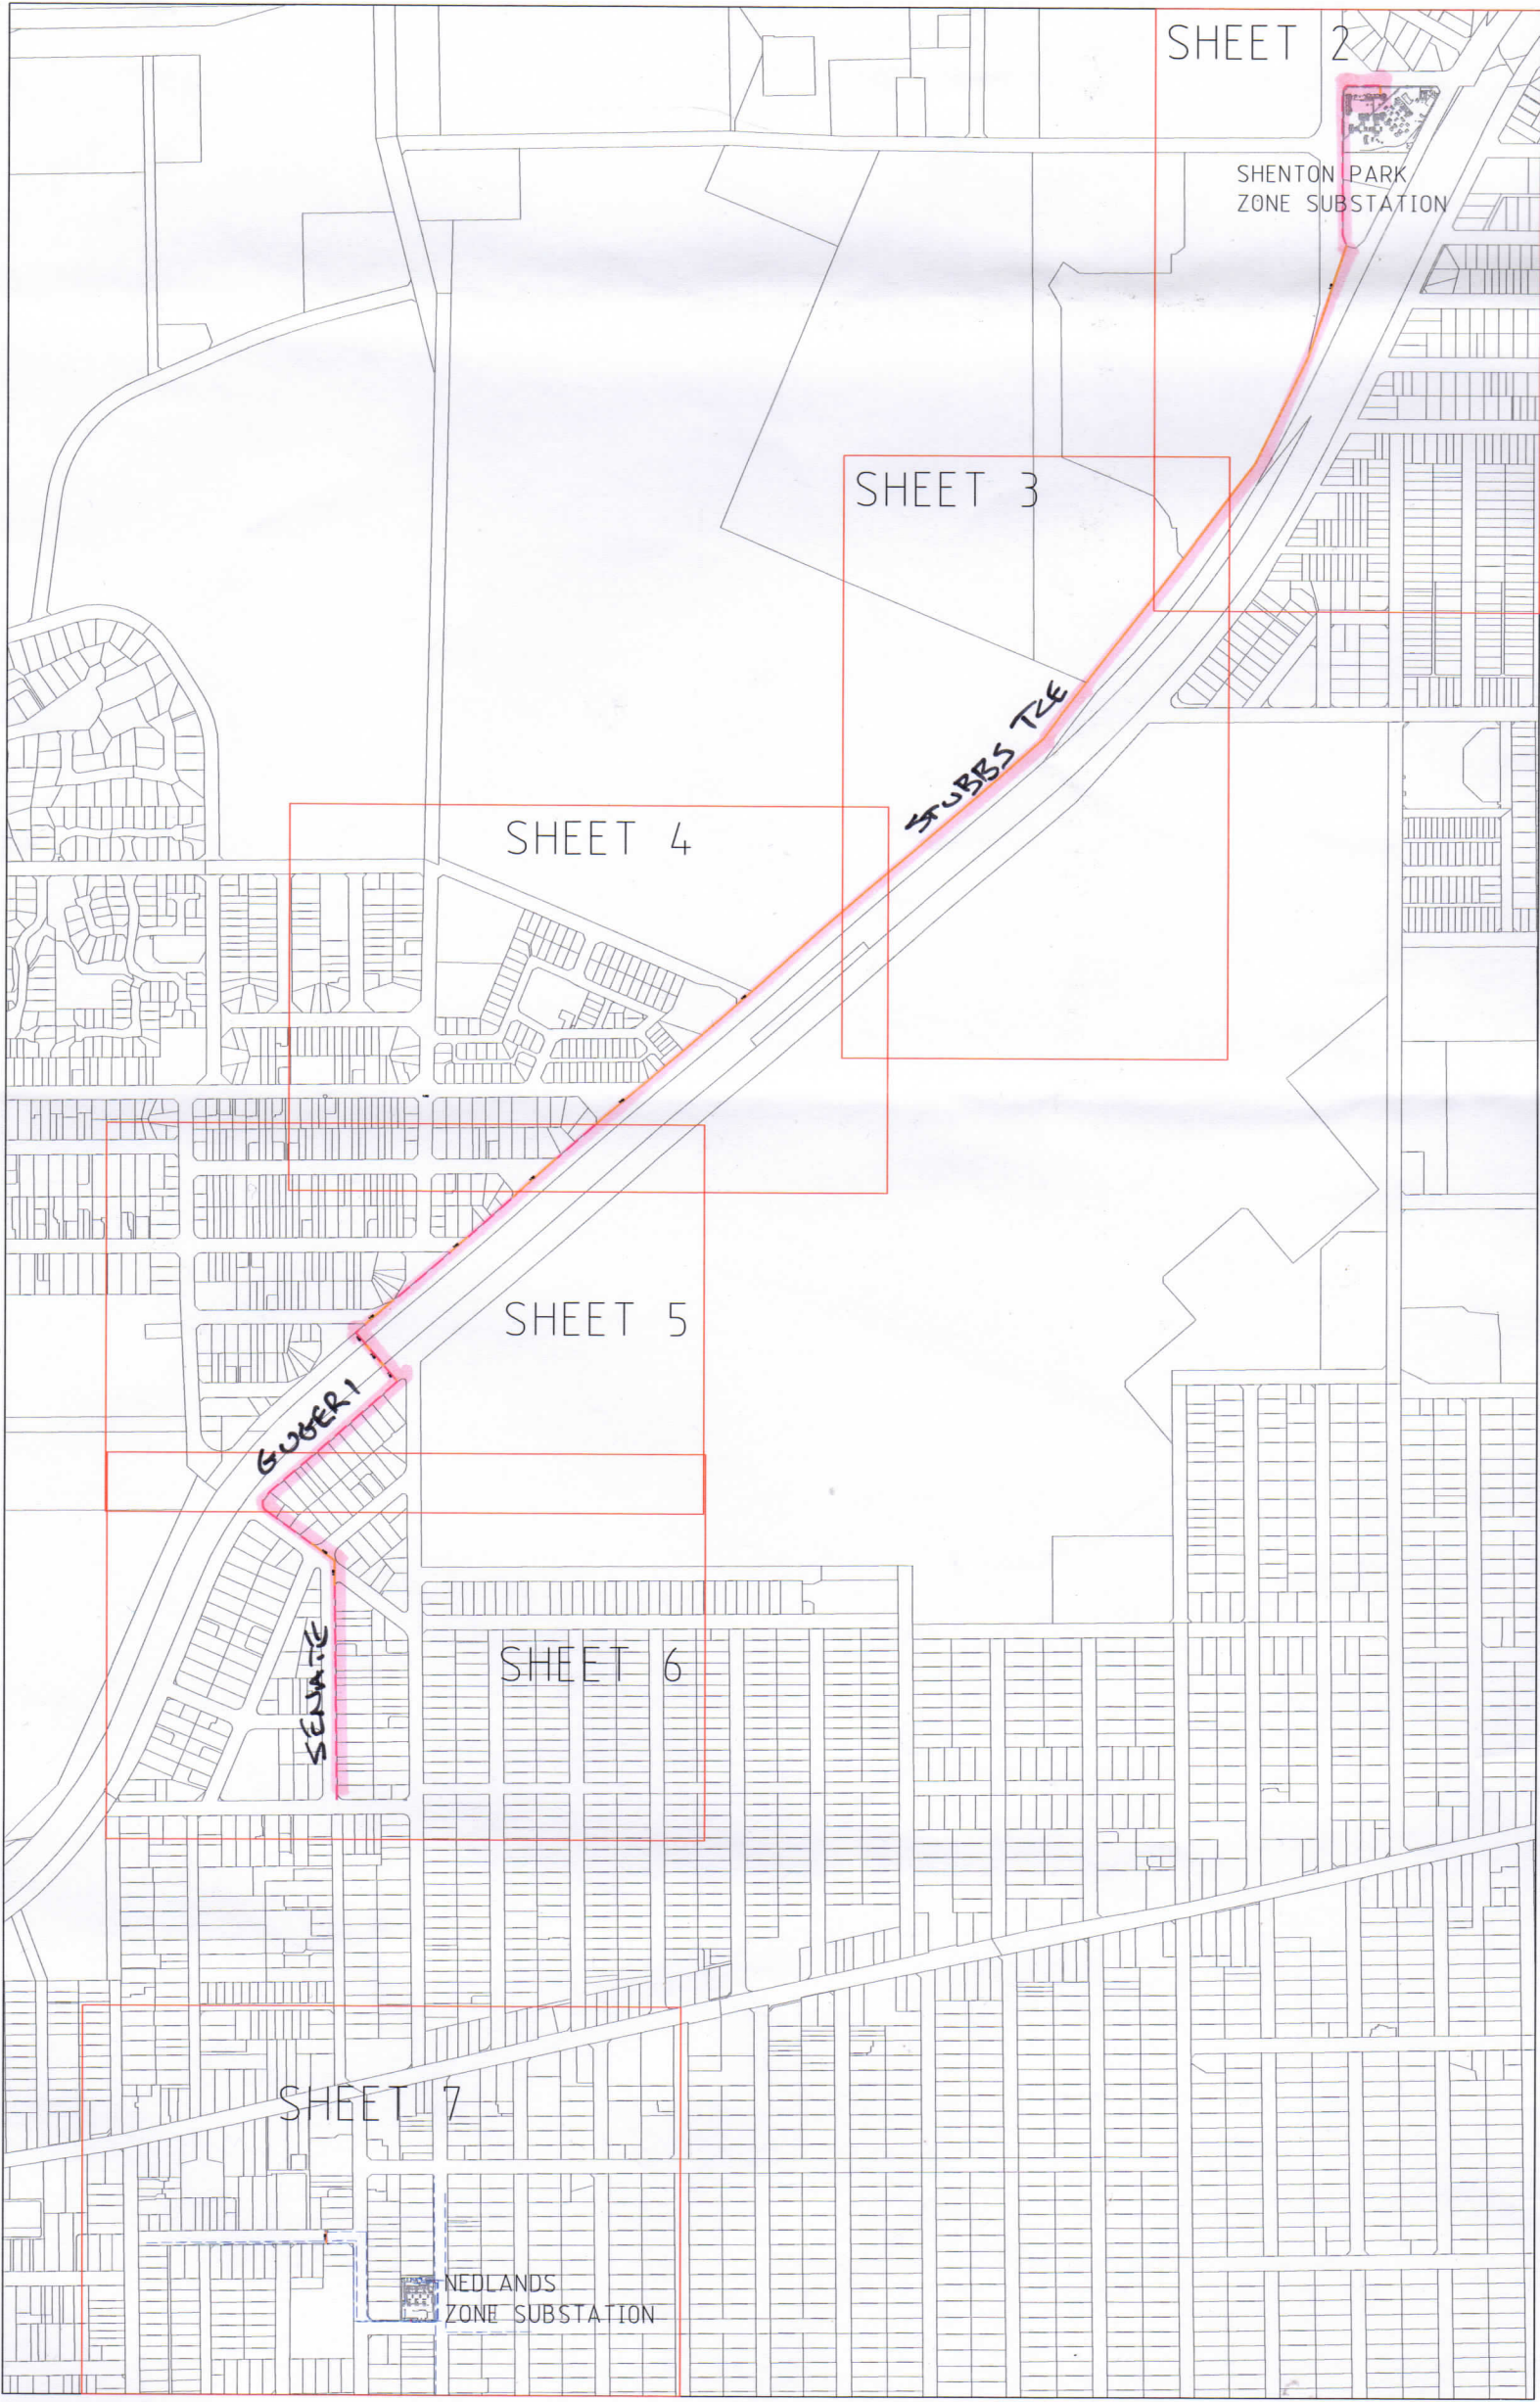 SHEET 2
SHENTON PARK
ZONE SUBSTATION
SHEET 3
STUBBS TCE
SHEET 4
SHEET 5
GUGERI
SHEET 6
SENATE
SHEET 7
NEDLANDS
ZONE SUBSTATION